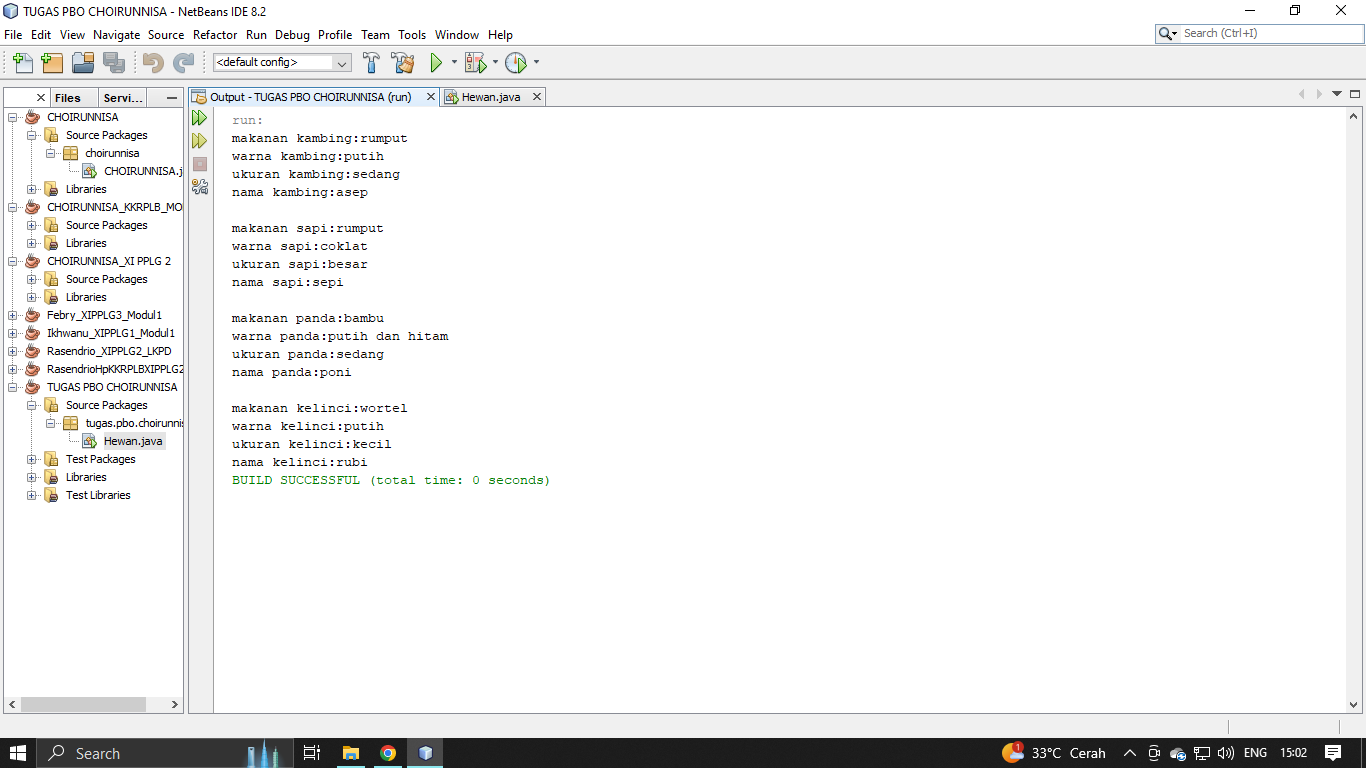 TUGAS PBO CHOIRUNNISA - NetBeans IDE 8.2
File Edit View Navigate Source Refactor Run Debug Profile Team Tools Window Help
Search (Ctrl+I)
<default config>
Files Servi...
Output - TUGAS PBO CHOIRUNNISA (run) Hewan.java
CHOIRUNNISA
Source Packages
choirunnisa
CHOIRUNNISA.j
Libraries
CHOIRUNNISA_KKRPLB_MO
Source Packages
Libraries
CHOIRUNNISA_XI PPLG 2
Source Packages
Libraries
Febry_XIPPLG3_Modul1
Ikhwanu_XIPPLG1_Modul1
Rasendrio_XIPPLG2_LKPD
RasendrioHpKKRPLBXIPPLG2
TUGAS PBO CHOIRUNNISA
Source Packages
tugas.pbo.choirunnis
Hewan.java
Test Packages
Libraries
Test Libraries
run:
makanan kambing:rumput
warna kambing:putih
ukuran kambing:sedang
nama kambing:asep
makanan sapi:rumput
warna sapi:coklat
ukuran sapi:besar
nama sapi:sepi
makanan panda:bambu
warna panda:putih dan hitam
ukuran panda:sedang
nama panda:poni
makanan kelinci:wortel
warna kelinci:putih
ukuran kelinci:kecil
nama kelinci:rubi
BUILD SUCCESSFUL (total time: 0 seconds)
Search
1
33°C Cerah
ENG
15:02